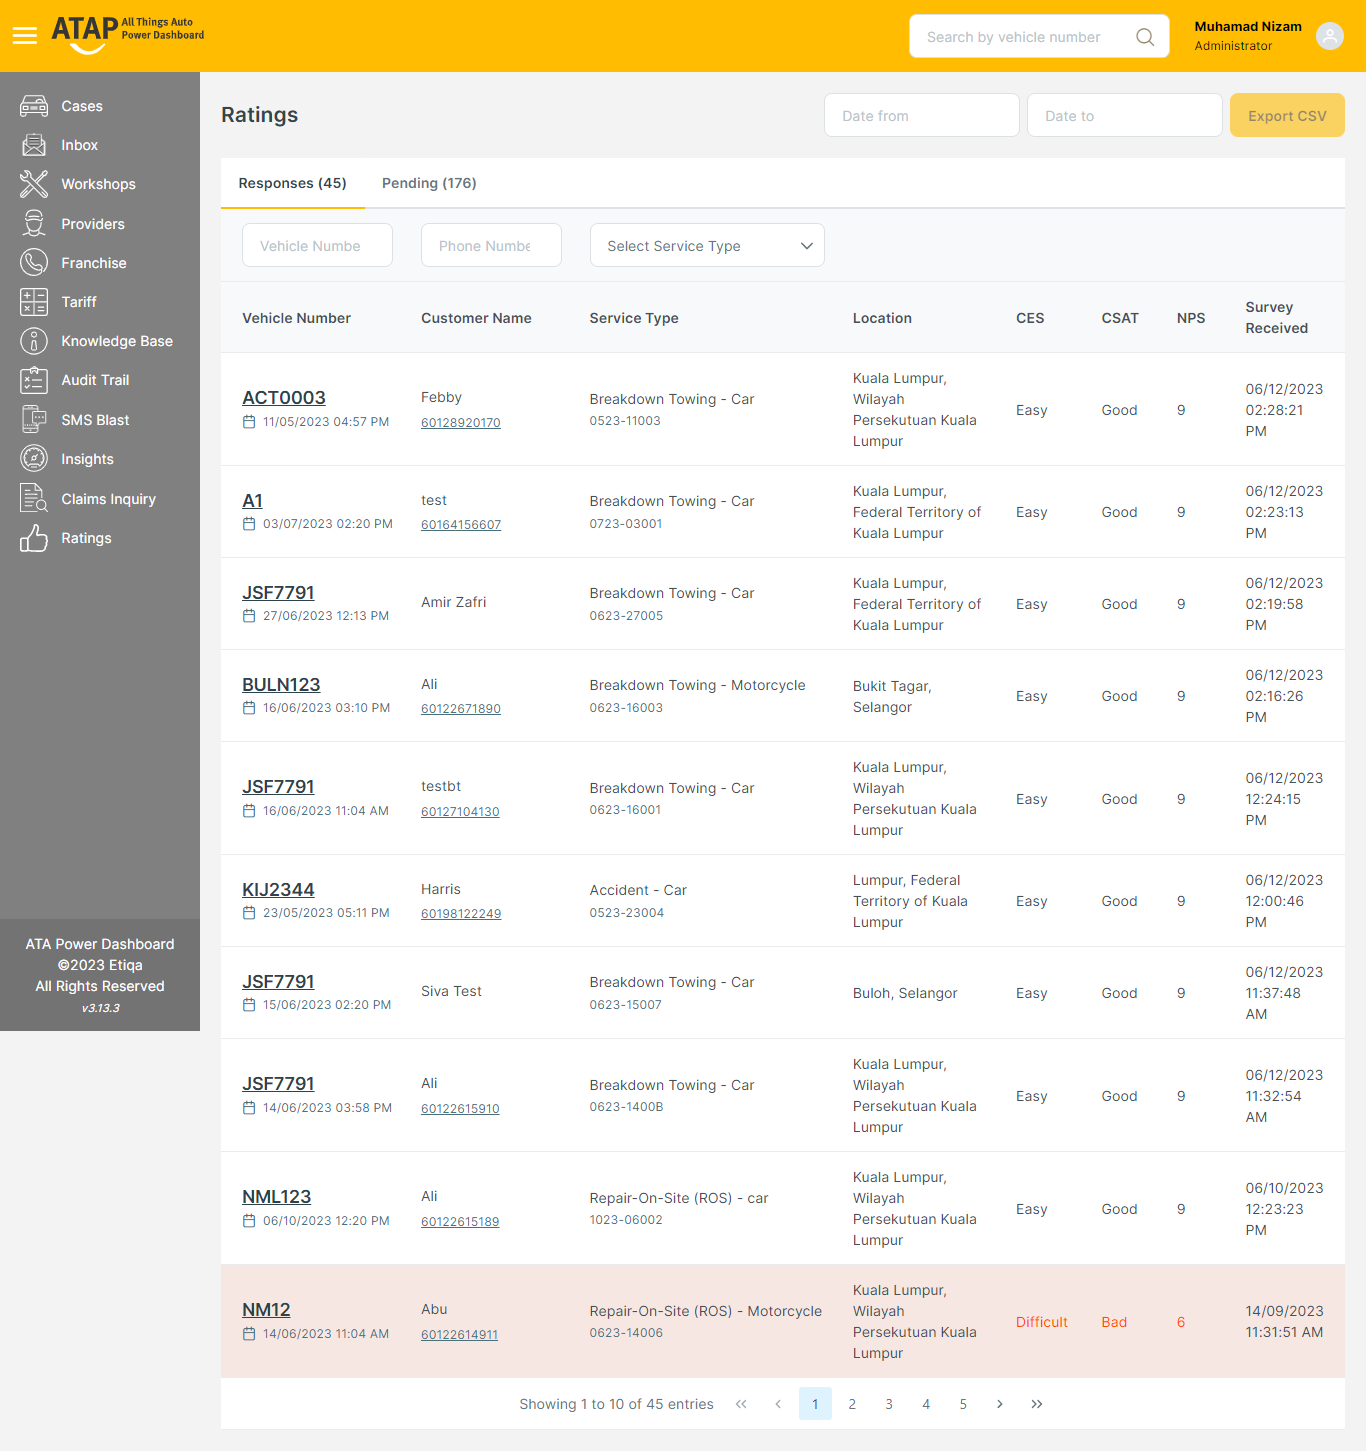 ATAP All Things Auto
Power Dashboard
Search by vehicle number
Muhamad Nizam
Administrator
Cases
Inbox
Workshops
Providers
Franchise
Tariff
Knowledge Base
Audit Trail
SMS Blast
Insights
Claims Inquiry
Ratings
ATA Power Dashboard
©2023 Etiqa
All Rights Reserved
v3.13.3
Ratings
Date from
Date to
Export CSV
Responses (45)
Pending (176)
Vehicle Numbe
Phone Numbe
Select Service Type
Vehicle Number
Customer Name
Service Type
Location
CES
CSAT
NPS
Survey
Received
ACT0003
11/05/2023 04:57 PM
Febby
60128920170
Breakdown Towing - Car
0523-11003
Kuala Lumpur,
Wilayah
Persekutuan Kuala
Lumpur
Easy
Good
9
06/12/2023
02:28:21
PM
A1
03/07/2023 02:20 PM
test
60164156607
Breakdown Towing - Car
0723-03001
Kuala Lumpur,
Federal Territory of
Kuala Lumpur
Easy
Good
9
06/12/2023
02:23:13
PM
JSF7791
27/06/2023 12:13 PM
Amir Zafri
Breakdown Towing - Car
0623-27005
Kuala Lumpur,
Federal Territory of
Kuala Lumpur
Easy
Good
9
06/12/2023
02:19:58
PM
BULN123
16/06/2023 03:10 PM
Ali
60122671890
Breakdown Towing - Motorcycle
0623-16003
Bukit Tagar,
Selangor
Easy
Good
9
06/12/2023
02:16:26
PM
JSF7791
16/06/2023 11:04 AM
testbt
60127104130
Breakdown Towing - Car
0623-16001
Kuala Lumpur,
Wilayah
Persekutuan Kuala
Lumpur
Easy
Good
9
06/12/2023
12:24:15
PM
KIJ2344
23/05/2023 05:11 PM
Harris
60198122249
Accident - Car
0523-23004
Lumpur, Federal
Territory of Kuala
Lumpur
Easy
Good
9
06/12/2023
12:00:46
PM
JSF7791
15/06/2023 02:20 PM
Siva Test
Breakdown Towing - Car
0623-15007
Buloh, Selangor
Easy
Good
9
06/12/2023
11:37:48
AM
JSF7791
14/06/2023 03:58 PM
Ali
60122615910
Breakdown Towing - Car
0623-1400B
Kuala Lumpur,
Wilayah
Persekutuan Kuala
Lumpur
Easy
Good
9
06/12/2023
11:32:54
AM
NML123
06/10/2023 12:20 PM
Ali
60122615189
Repair-On-Site (ROS) - car
1023-06002
Kuala Lumpur,
Wilayah
Persekutuan Kuala
Lumpur
Easy
Good
9
06/10/2023
12:23:23
PM
NM12
14/06/2023 11:04 AM
Abu
60122614911
Repair-On-Site (ROS) - Motorcycle
0623-14006
Kuala Lumpur,
Wilayah
Persekutuan Kuala
Lumpur
Difficult
Bad
6
14/09/2023
11:31:51 AM
Showing 1 to 10 of 45 entries « ‹ 1 2 3 4 5 › »